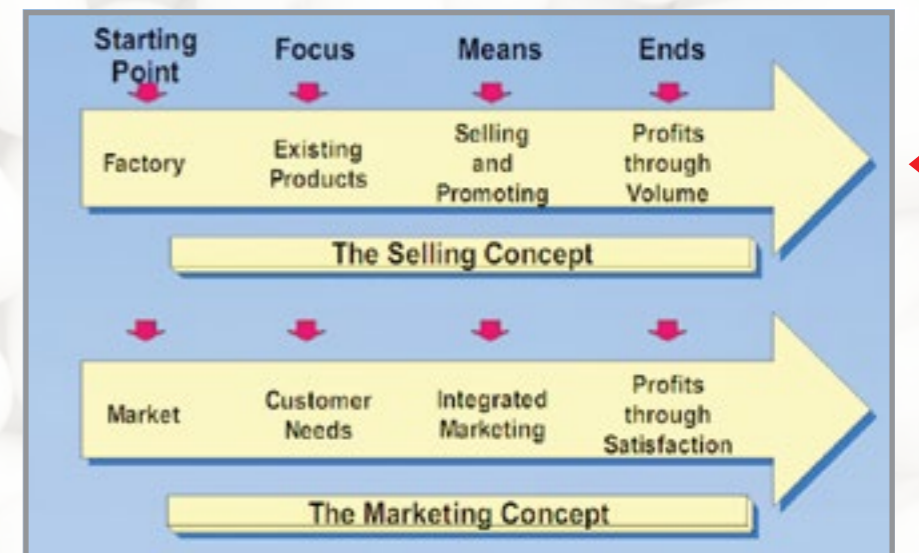 Starting
Point
Focus
Means
Ends
Factory
Existing
Products
Selling
and
Promoting
Profits
through
Volume
The Selling Concept
Market
Customer
Needs
Integrated
Marketing
Profits
through
Satisfaction
The Marketing Concept